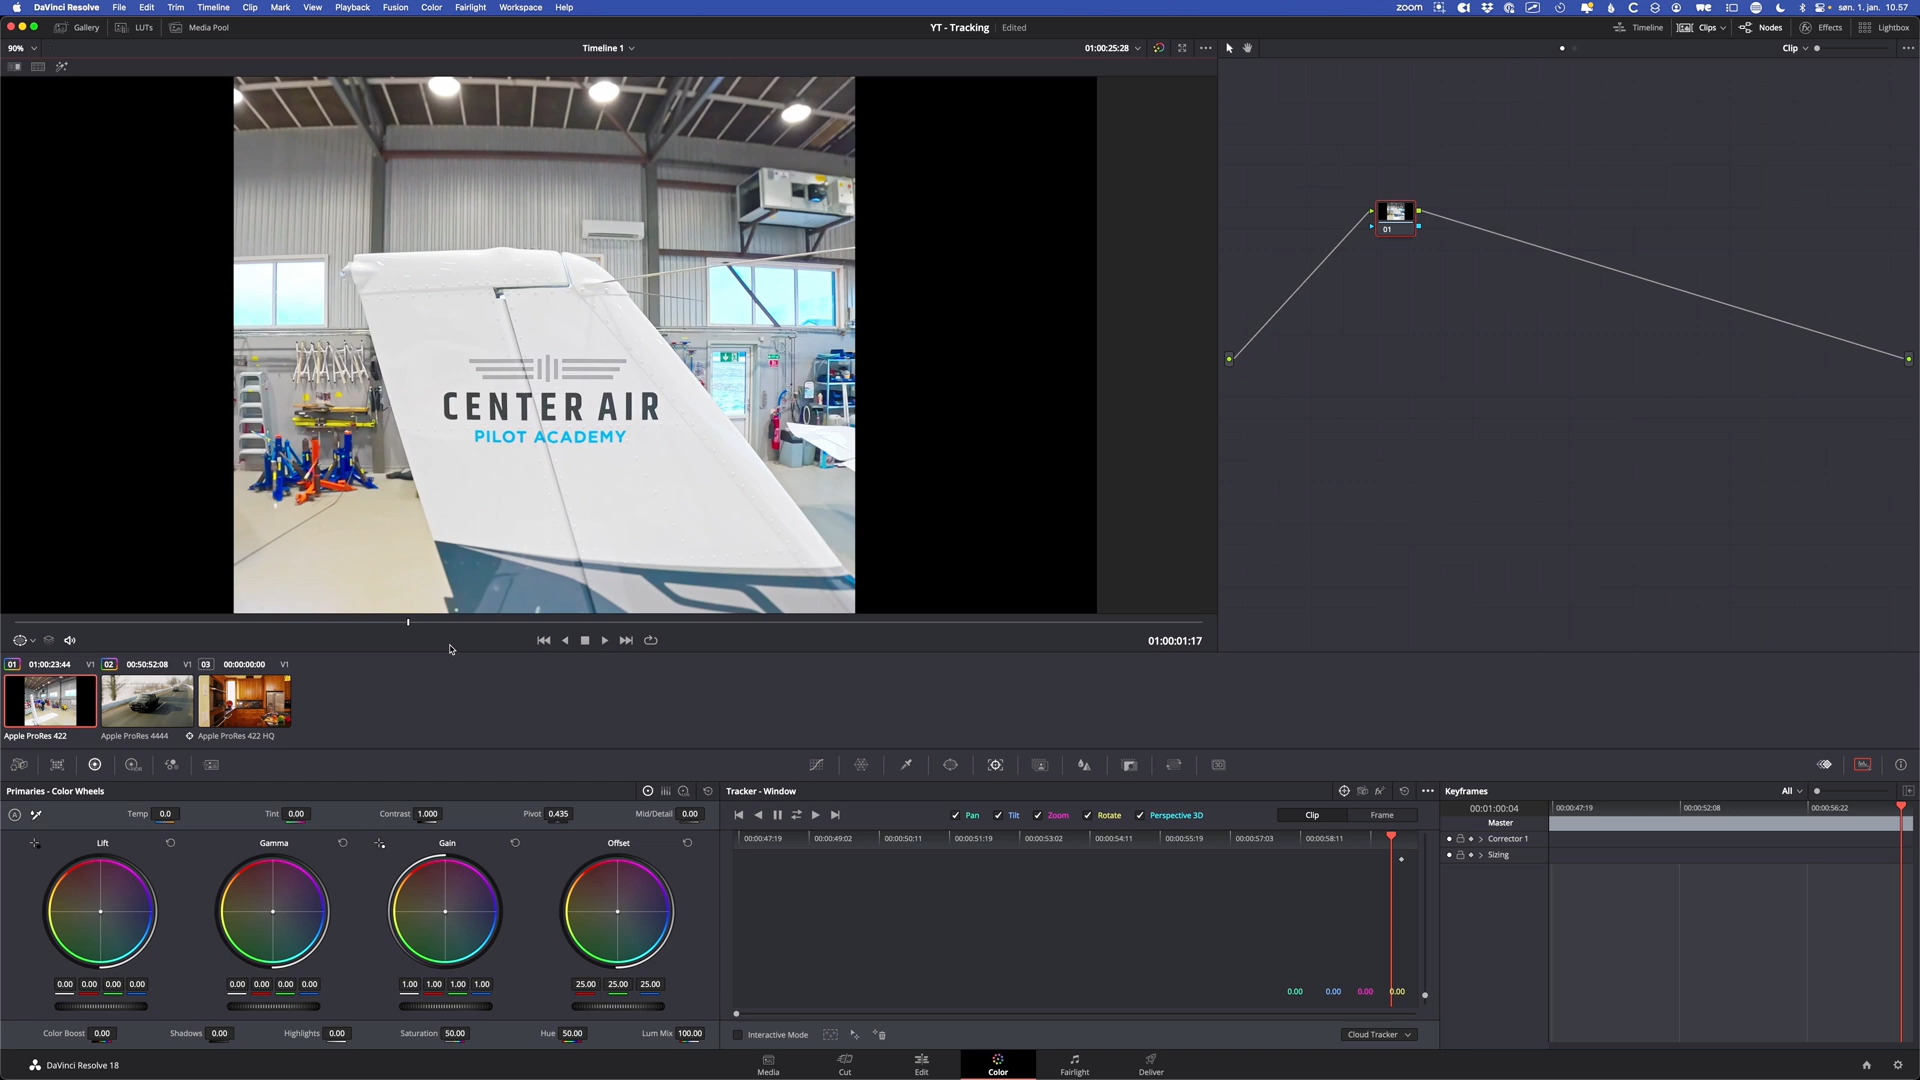 DaVinci Resolve File Edit Trim Timeline Clip Mark View Playback Fusion Color Fairlight Workspace Help zoom søn. 1. jan. 10.57
Gallery LUTs Media Pool YT - Tracking Edited Timeline Clips Nodes Effects Lightbox
90% Timeline 1 01:00:25:28 Clip
CENTER AIR
PILOT ACADEMY
01
01:00:01:17
01 01:00:23:44 V1 02 00:50:52:08 V1 03 00:00:00:00 V1
Apple ProRes 422 Apple ProRes 4444 Apple ProRes 422 HQ
Primaries - Color Wheels Tracker - Window Keyframes All
Temp 0.0 Tint 0.00 Contrast 1.000 Pivot 0.435 Mid/Detail 0.00 Pan Tilt Zoom Rotate Perspective 3D Clip Frame
00:01:00:04 00:00:47:19 00:00:52:08 00:00:56:22
Master
00:00:47:19 00:00:49:02 00:00:50:11 00:00:51:19 00:00:53:02 00:00:54:11 00:00:55:19 00:00:57:03 00:00:58:11
Corrector 1
Lift Gamma Gain Offset
Sizing
0.00 0.00 0.00 0.00 0.00 0.00 0.00 0.00 1.00 1.00 1.00 1.00 25.00 25.00 25.00
0.00 0.00 0.00 0.00
Color Boost 0.00 Shadows 0.00 Highlights 0.00 Saturation 50.00 Hue 50.00 Lum Mix 100.00 Interactive Mode Cloud Tracker
DaVinci Resolve 18 Media Cut Edit Color Fairlight Deliver